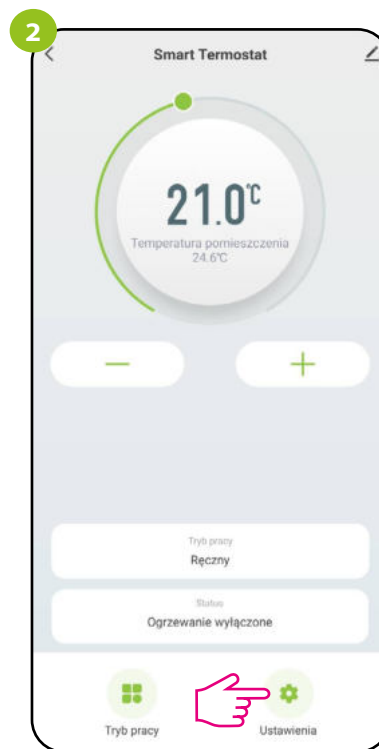 2
Smart Termostat
21.0°C
Temperatura pomieszczenia
24.6°C
Tryb pracy
Ręczny
Status
Ogrzewanie wyłączone
Tryb pracy
Ustawienia